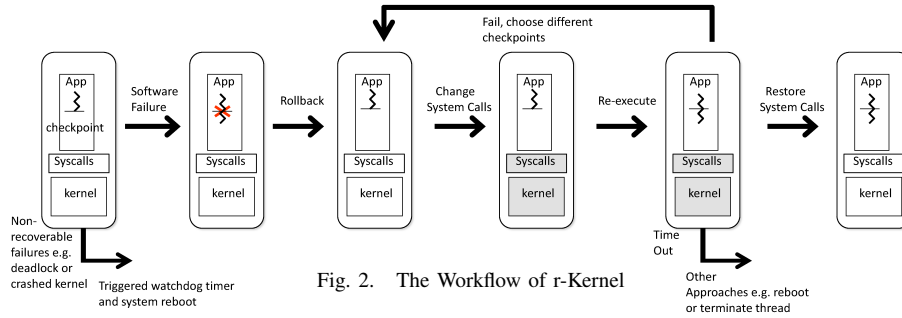 Fail, choose different
checkpoints
App
checkpoint
Syscalls
kernel
Software
Failure
App
Syscalls
kernel
Rollback
App
Syscalls
kernel
Change
System Calls
App
Syscalls
kernel
Re-execute
App
Syscalls
kernel
Restore
System Calls
App
Syscalls
kernel
Non-
recoverable
failures e.g.
deadlock or
crashed kernel
Triggered watchdog timer
and system reboot
Time
Out
Other
Approaches e.g. reboot
or terminate thread
Fig. 2. The Workflow of r-Kernel